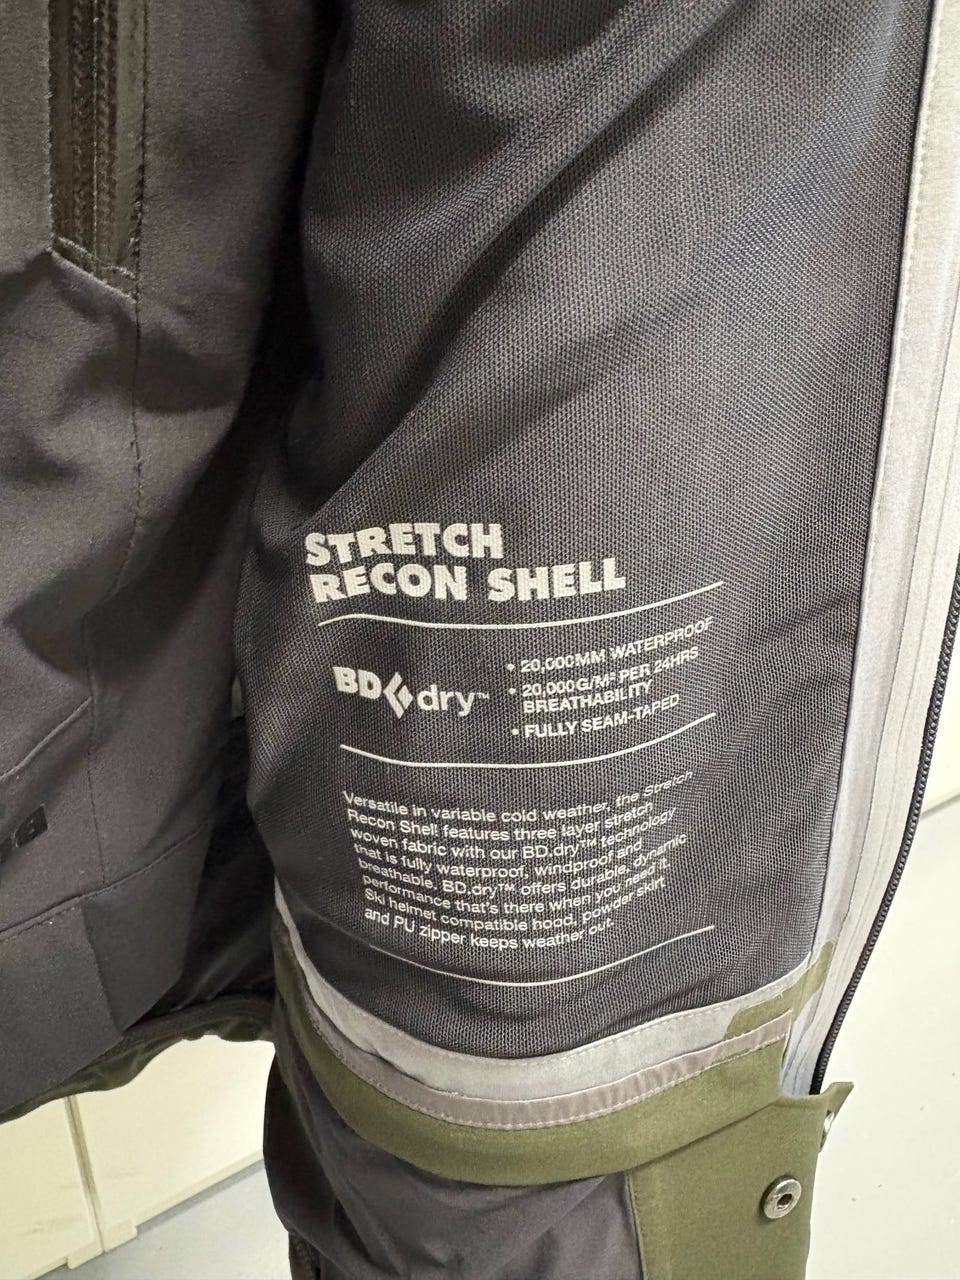 STRETCH
RECON SHELL
BD dry™
• 20,000MM WATERPROOF
• 20,000G/M² PER 24HRS
BREATHABILITY
• FULLY SEAM-TAPED
Versatile in variable cold weather, the Stretch
Recon Shell features three layer stretch
woven fabric with our BD.dry™ technology
that is fully waterproof, windproof and
breathable. BD.dry™ offers durable, dynamic
performance that's there when you need it.
Ski helmet compatible hood, powder skirt
and PU zipper keeps weather out.